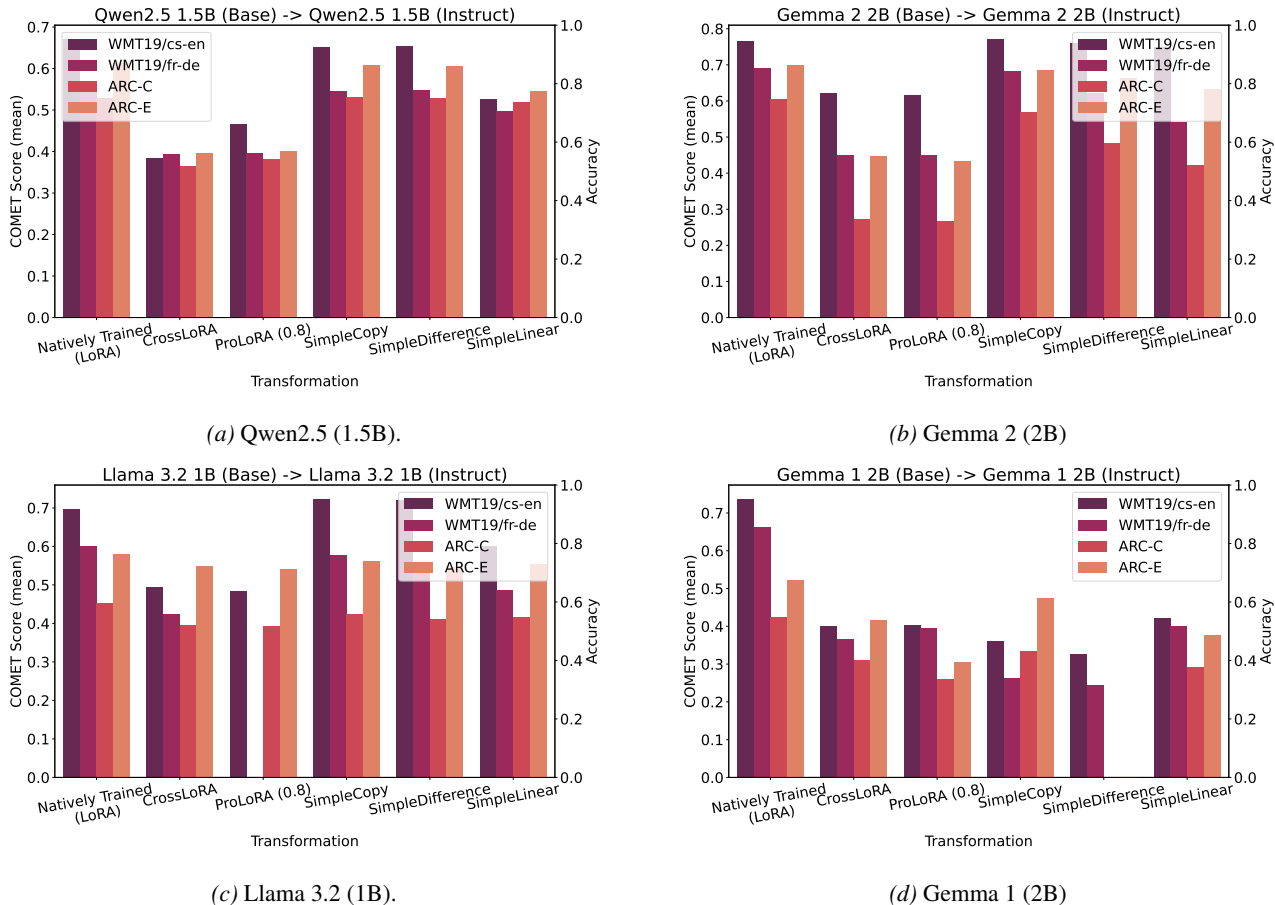 Qwen2.5 1.5B (Base) -> Qwen2.5 1.5B (Instruct)
0.7
0.6
0.5
0.4
0.3
0.2
0.1
0.0
COMET Score (mean)
WMT19/cs-en
WMT19/fr-de
ARC-C
ARC-E
1.0
0.8
0.6
0.4
0.2
0.0
Accuracy
Natively Trained
(LoRA)
CrossLoRA
ProLoRA (0.8)
SimpleCopy
SimpleDifference
SimpleLinear
Transformation
(a) Qwen2.5 (1.5B).
Gemma 2 2B (Base) -> Gemma 2 2B (Instruct)
0.8
0.7
0.6
0.5
0.4
0.3
0.2
0.1
0.0
COMET Score (mean)
WMT19/cs-en
WMT19/fr-de
ARC-C
ARC-E
1.0
0.8
0.6
0.4
0.2
0.0
Accuracy
Natively Trained
(LoRA)
CrossLoRA
ProLoRA (0.8)
SimpleCopy
SimpleDifference
SimpleLinear
Transformation
(b) Gemma 2 (2B)
Llama 3.2 1B (Base) -> Llama 3.2 1B (Instruct)
0.7
0.6
0.5
0.4
0.3
0.2
0.1
0.0
COMET Score (mean)
WMT19/cs-en
WMT19/fr-de
ARC-C
ARC-E
1.0
0.8
0.6
0.4
0.2
0.0
Accuracy
Natively Trained
(LoRA)
CrossLoRA
ProLoRA (0.8)
SimpleCopy
SimpleDifference
SimpleLinear
Transformation
(c) Llama 3.2 (1B).
Gemma 1 2B (Base) -> Gemma 1 2B (Instruct)
0.7
0.6
0.5
0.4
0.3
0.2
0.1
0.0
COMET Score (mean)
WMT19/cs-en
WMT19/fr-de
ARC-C
ARC-E
1.0
0.8
0.6
0.4
0.2
0.0
Accuracy
Natively Trained
(LoRA)
CrossLoRA
ProLoRA (0.8)
SimpleCopy
SimpleDifference
SimpleLinear
Transformation
(d) Gemma 1 (2B)